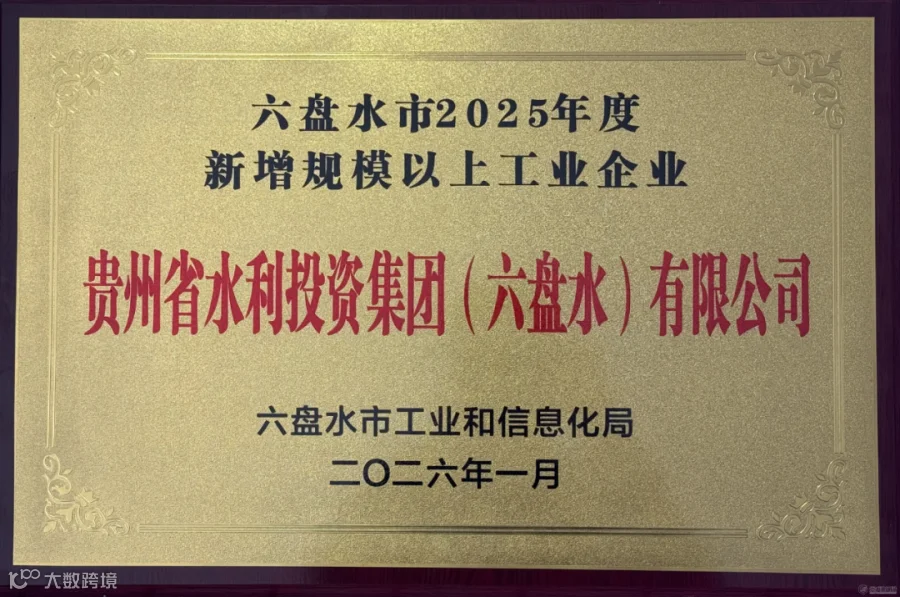 六盘水市2025年度
新增规模以上工业企业
贵州省水利投资集团（六盘水）有限公司
六盘水市工业和信息化局
二〇二六年一月
大数跨境